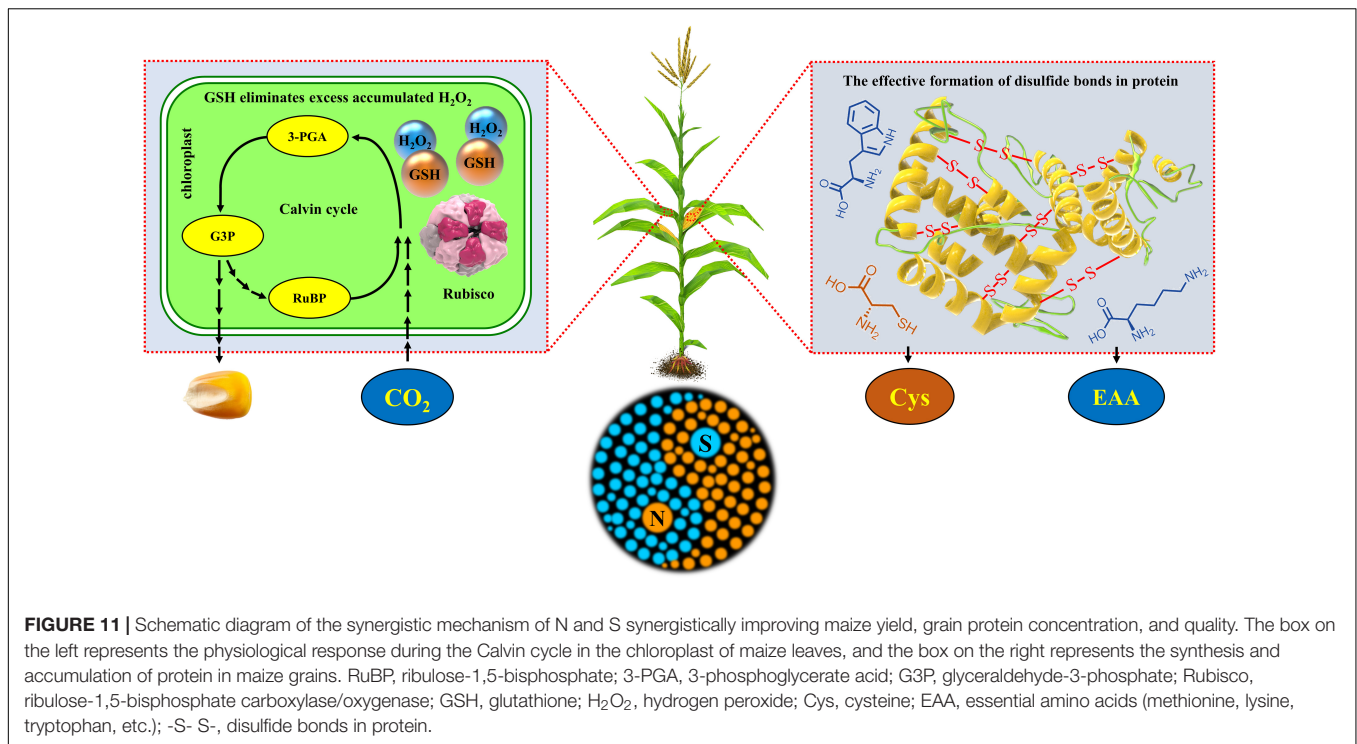 GSH eliminates excess accumulated H₂O₂
chloroplast
3-PGA
H₂O₂
GSH
H₂O₂
GSH
Calvin cycle
G3P
RuBP
Rubisco
CO₂
The effective formation of disulfide bonds in protein
NH
O
NH₂
HO
S-S
S-S
S-S
S-S
S-S
S-S
S-S
O
HO
NH₂
SH
NH₂
O
HO
NH₂
Cys
EAA
S
N
FIGURE 11 | Schematic diagram of the synergistic mechanism of N and S synergistically improving maize yield, grain protein concentration, and quality. The box on
the left represents the physiological response during the Calvin cycle in the chloroplast of maize leaves, and the box on the right represents the synthesis and
accumulation of protein in maize grains. RuBP, ribulose-1,5-bisphosphate; 3-PGA, 3-phosphoglycerate acid; G3P, glyceraldehyde-3-phosphate; Rubisco,
ribulose-1,5-bisphosphate carboxylase/oxygenase; GSH, glutathione; H₂O₂, hydrogen peroxide; Cys, cysteine; EAA, essential amino acids (methionine, lysine,
tryptophan, etc.); -S- S-, disulfide bonds in protein.